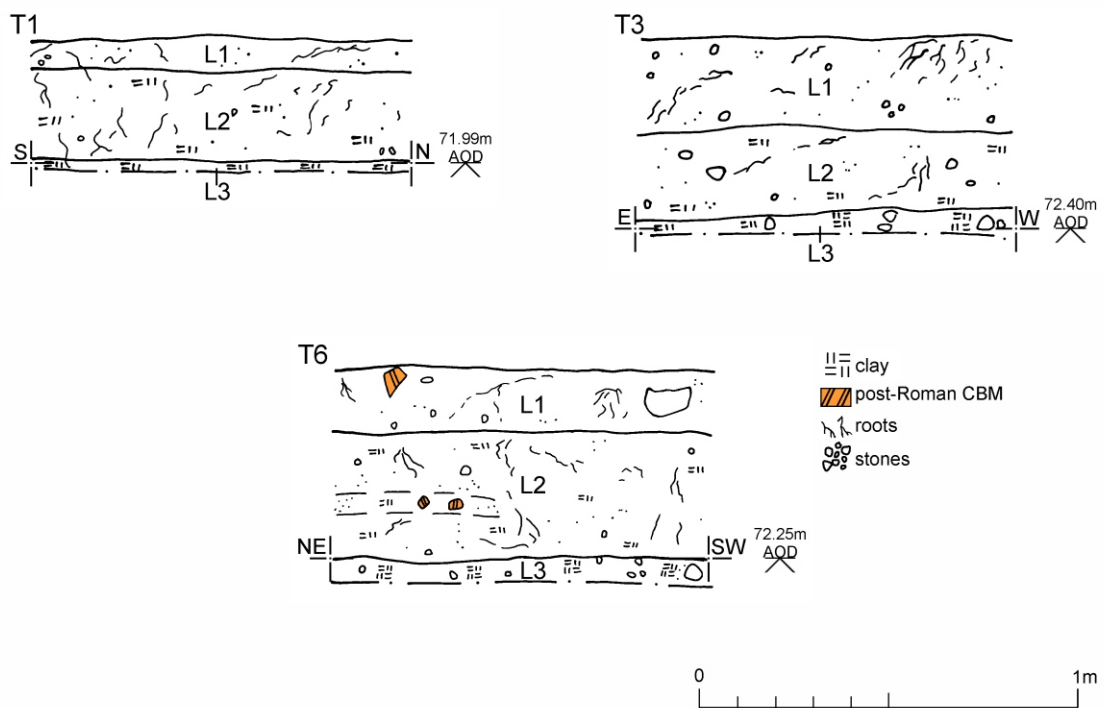 T1
L1
L2
S
N
71.99m
AOD
L3
T3
L1
L2
E
W
72.40m
AOD
L3
T6
L1
L2
NE
SW
72.25m
AOD
L3
clay
post-Roman CBM
roots
stones
0
1m